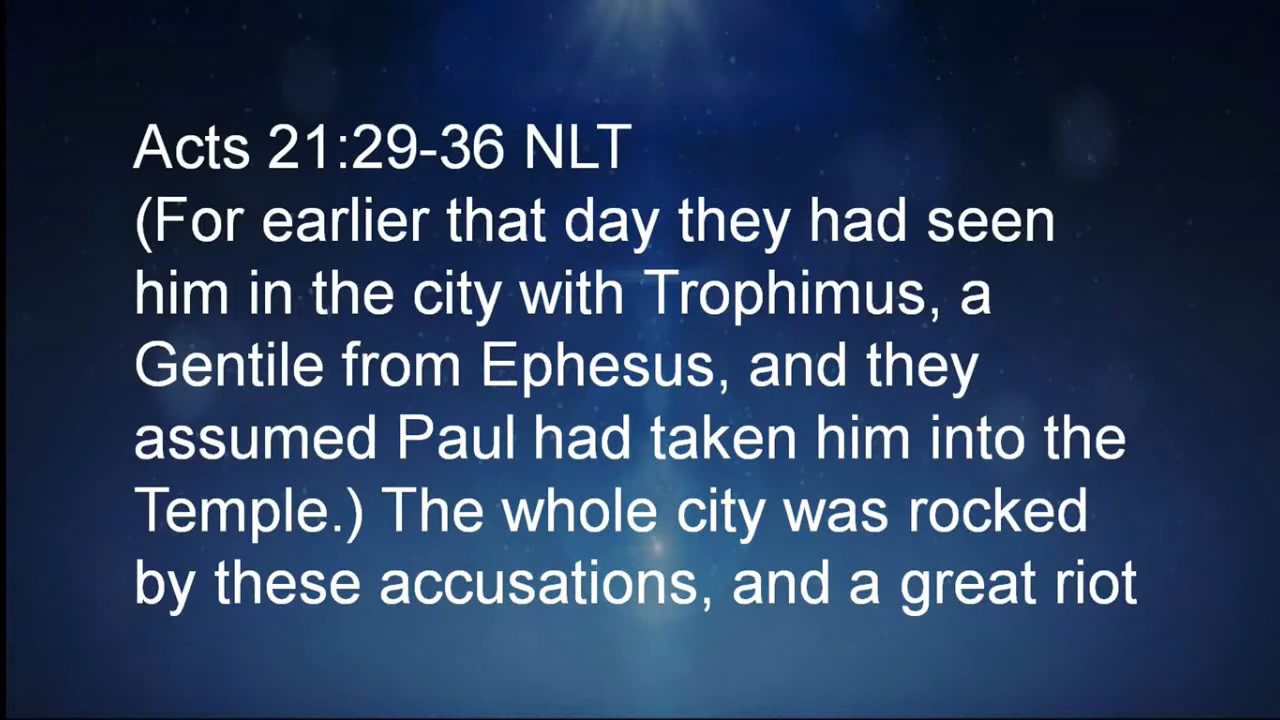 Acts 21:29-36 NLT
(For earlier that day they had seen
him in the city with Trophimus, a
Gentile from Ephesus, and they
assumed Paul had taken him into the
Temple.) The whole city was rocked
by these accusations, and a great riot